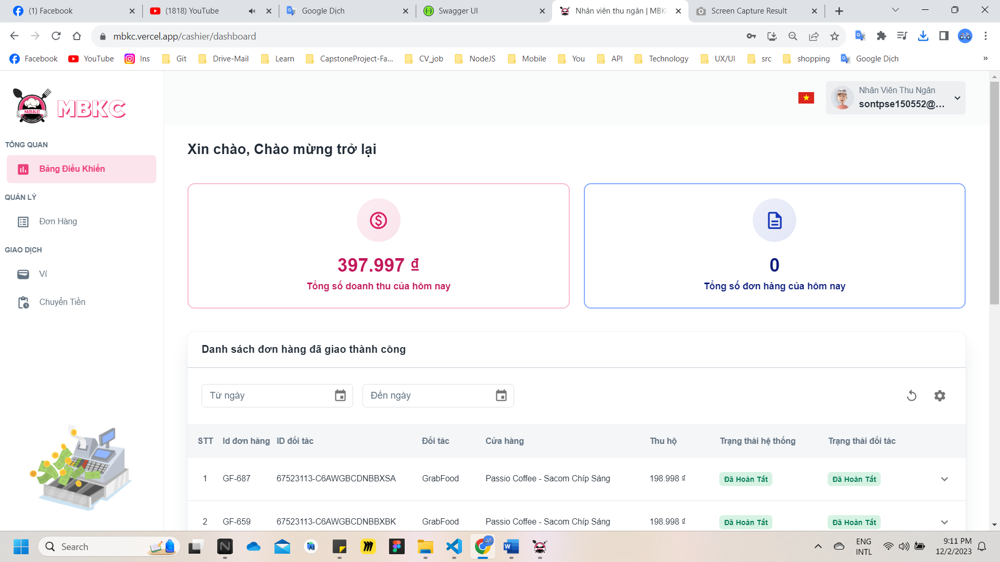 (1) Facebook
(1818) YouTube
Google Dịch
Swagger UI
Nhân viên thu ngân | MBKC
Screen Capture Result
mbkc.vercel.app/cashier/dashboard
Facebook
YouTube
Ins
Git
Drive-Mail
Learn
CapstoneProject-Fa...
CV_job
NodeJS
Mobile
You
API
Technology
UX/UI
src
shopping
Google Dịch
»
MBKC
MBKC
Nhân Viên Thu Ngân
sontpse150552@...
TỔNG QUAN
Bảng Điều Khiển
QUẢN LÝ
Đơn Hàng
GIAO DỊCH
Ví
Chuyển Tiền
Xin chào, Chào mừng trở lại
397.997 ₫
Tổng số doanh thu của hôm nay
0
Tổng số đơn hàng của hôm nay
Danh sách đơn hàng đã giao thành công
Từ ngày
Đến ngày
STT Id đơn hàng ID đối tác Đối tác Cửa hàng Thu hộ Trạng thái hệ thống Trạng thái đối tác
1 GF-687 67523113-C6AWGBCDNBBXSA GrabFood Passio Coffee - Sacom Chíp Sáng 198.998 ₫ Đã Hoàn Tất Đã Hoàn Tất
2 GF-659 67523113-C6AWGBCDNBBXBK GrabFood Passio Coffee - Sacom Chíp Sáng 198.998 ₫ Đã Hoàn Tất Đã Hoàn Tất
Search
ENG
INTL
9:11 PM
12/2/2023